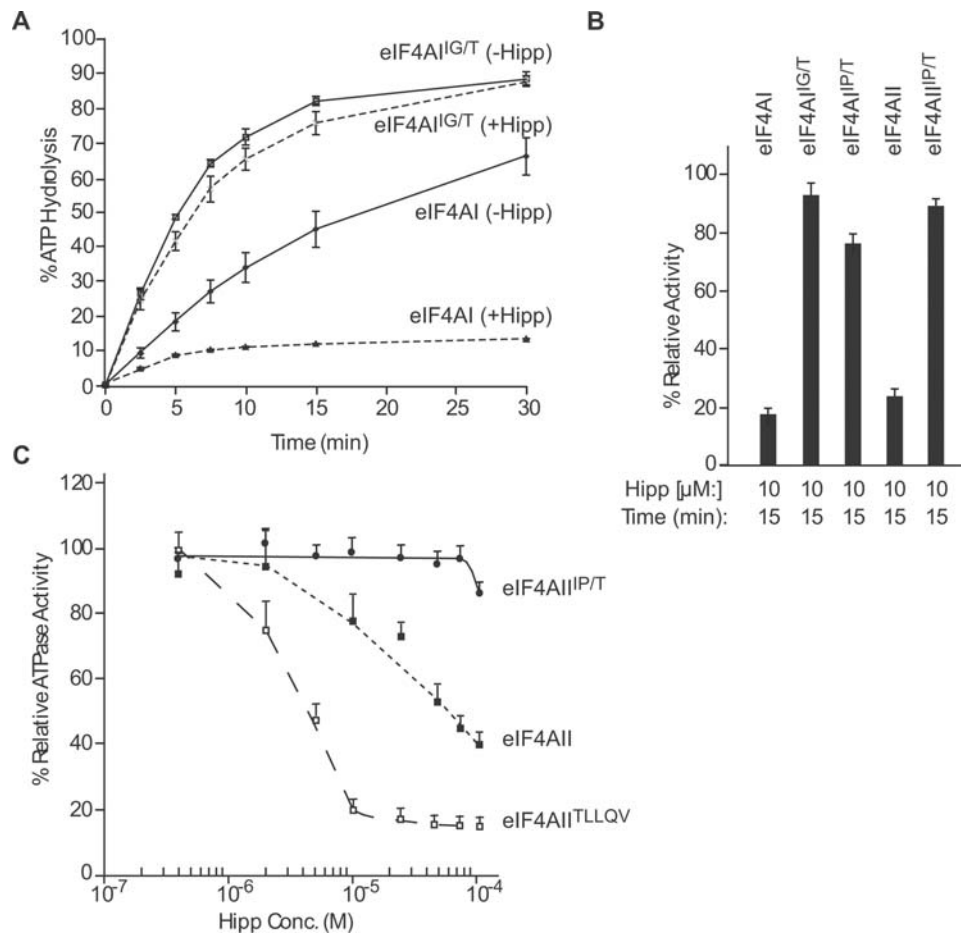 A
100
90
80
70
60
50
40
30
20
10
0
% ATP Hydrolysis
eIF4AI^IG/T (-Hipp)
eIF4AI^IG/T (+Hipp)
eIF4AI (-Hipp)
eIF4AI (+Hipp)
0 5 10 15 20 25 30
Time (min)
B
eIF4AI
eIF4AI^IG/T
eIF4AI^IP/T
eIF4AII
eIF4AII^IP/T
100
80
60
40
20
0
% Relative Activity
Hipp [µM:] 10 10 10 10 10
Time (min): 15 15 15 15 15
C
120
100
80
60
40
20
0
% Relative ATPase Activity
eIF4AII^IP/T
eIF4AII
eIF4AII^TLLQV
10^-7 10^-6 10^-5 10^-4
Hipp Conc. (M)